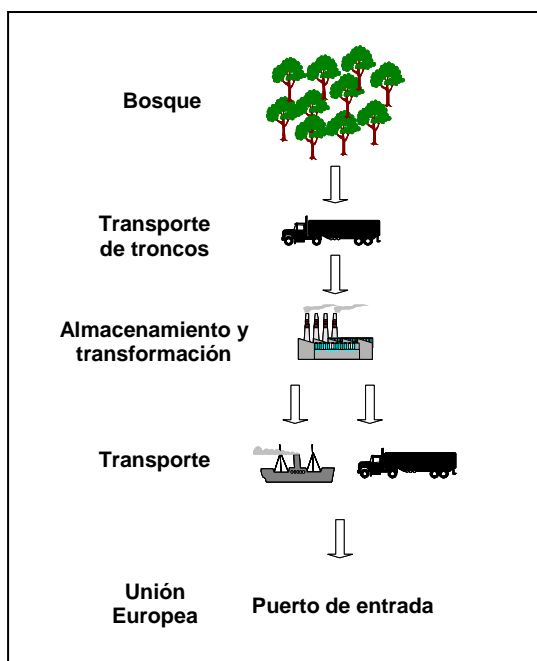 Bosque
Transporte
de troncos
Almacenamiento y
transformación
Transporte
Unión
Europea
Puerto de entrada